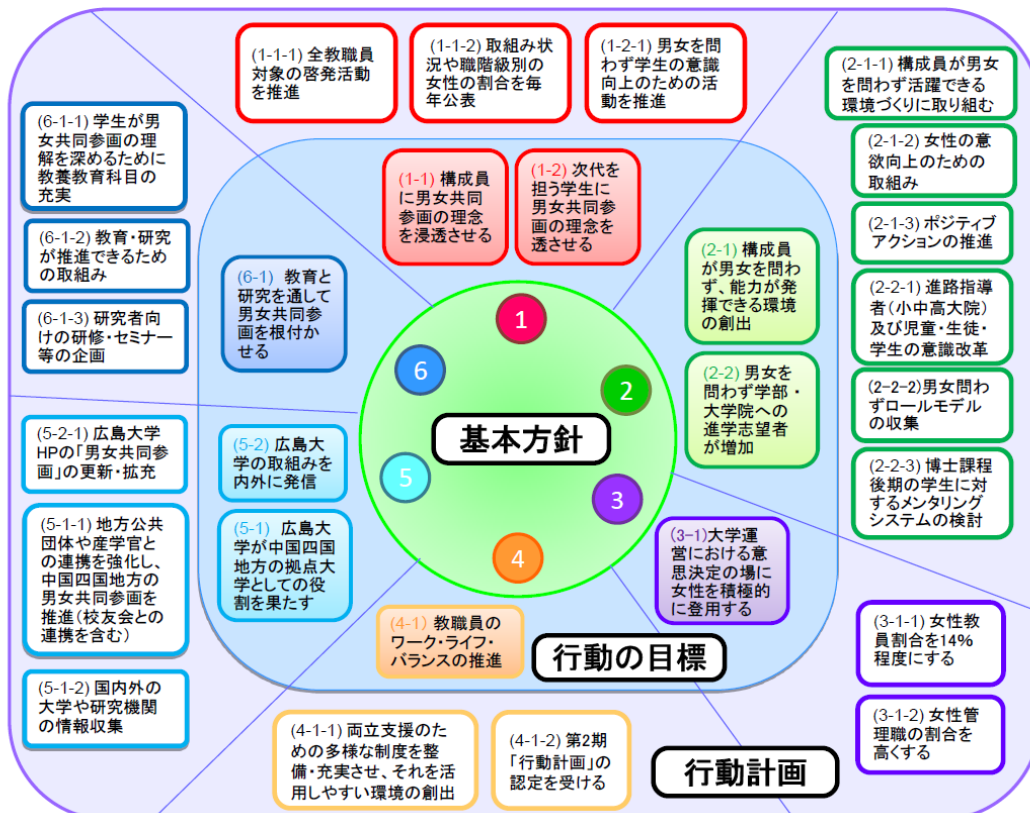 (1-1-1) 全教職員
対象の啓発活動
を推進
(1-1-2) 取組み状
況や職階級別の
女性の割合を毎
年公表
(1-2-1) 男女を問
わず学生の意識
向上のための活
動を推進
(2-1-1) 構成員が男
女を問わず活躍できる
環境づくりに取り組む
(2-1-2) 女性の意
欲向上のための
取組み
(2-1-3) ポジティブ
アクションの推進
(2-2-1) 進路指導
者(小中高大院)
及び児童・生徒・
学生の意識改革
(2-2-2)男女問わ
ずロールモデル
の収集
(2-2-3) 博士課程
後期の学生に対
するメンタリング
システムの検討
(6-1-1) 学生が男
女共同参画の理
解を深めるために
教養教育科目の
充実
(6-1-2) 教育・研究
が推進できるため
の取組み
(6-1-3) 研究者向
けの研修・セミナー
等の企画
(1-1) 構成員
に男女共同
参画の理念
を浸透させる
(1-2) 次代を
担う学生に
男女共同参
画の理念を
透させる
(6-1) 教育と
研究を通して
男女共同参
画を根付か
せる
(2-1) 構成員
が男女を問わ
ず、能力が発
揮できる環境
の創出
(2-2) 男女を
問わず学部・
大学院への
進学志望者
が増加
1
2
3
4
5
6
基本方針
(5-2) 広島大
学の取組みを
内外に発信
(5-1) 広島大
学が中国四国
地方の拠点大
学としての役
割を果たす
(3-1)大学運
営における意
思決定の場に
女性を積極的
に登用する
(4-1) 教職員の
ワーク・ライフ・
バランスの推進
行動の目標
(5-2-1) 広島大学
HPの「男女共同参
画」の更新・拡充
(5-1-1) 地方公共
団体や産学官と
の連携を強化し、
中国四国地方の
男女共同参画を
推進(校友会との
連携を含む)
(5-1-2) 国内外の
大学や研究機関
の情報収集
(3-1-1) 女性教
員割合を14%
程度にする
(3-1-2) 女性管
理職の割合を
高くする
(4-1-1) 両立支援のた
めの多様な制度を整
備・充実させ、それを活
用しやすい環境の創出
(4-1-2) 第2期
「行動計画」の
認定を受ける
行動計画